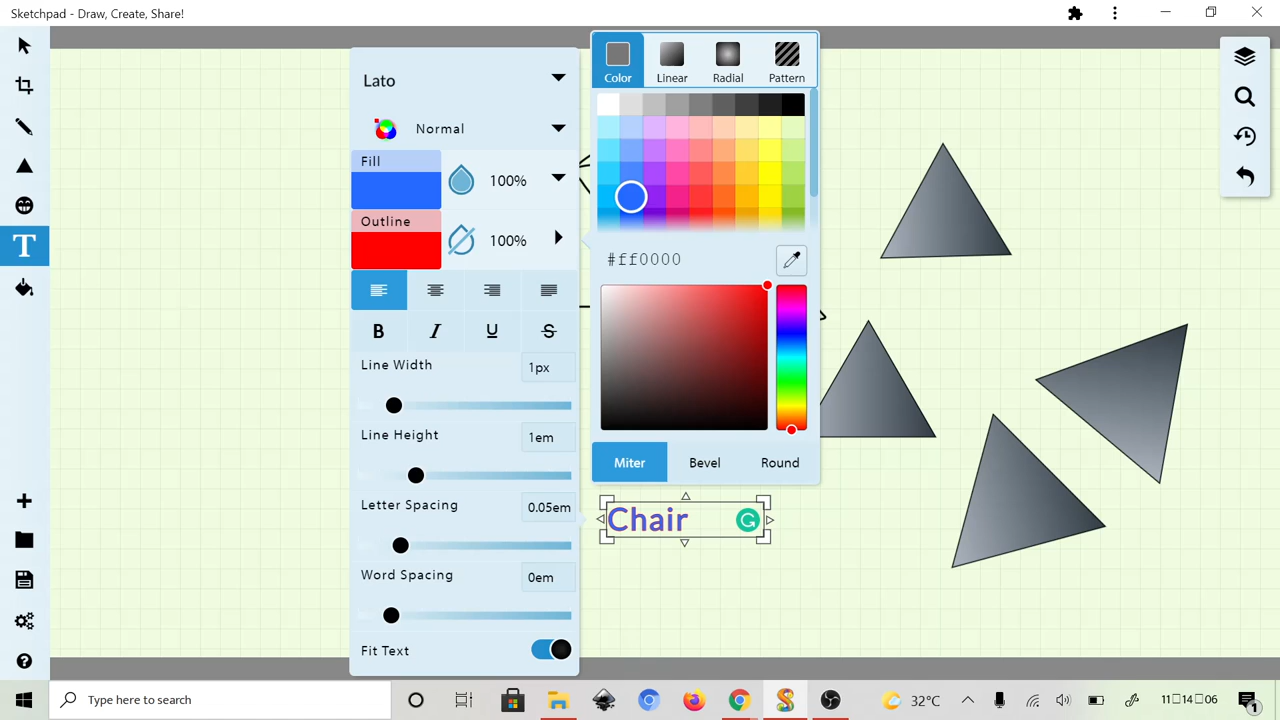 Sketchpad - Draw, Create, Share!
Lato
Normal
Fill
100%
Outline
100%
B I U S
Line Width
1px
Line Height
1em
Letter Spacing
0.05em
Word Spacing
0em
Fit Text
Color Linear Radial Pattern
#ff0000
Miter Bevel Round
Chair
T
Type here to search
32°C
11□14□06
1